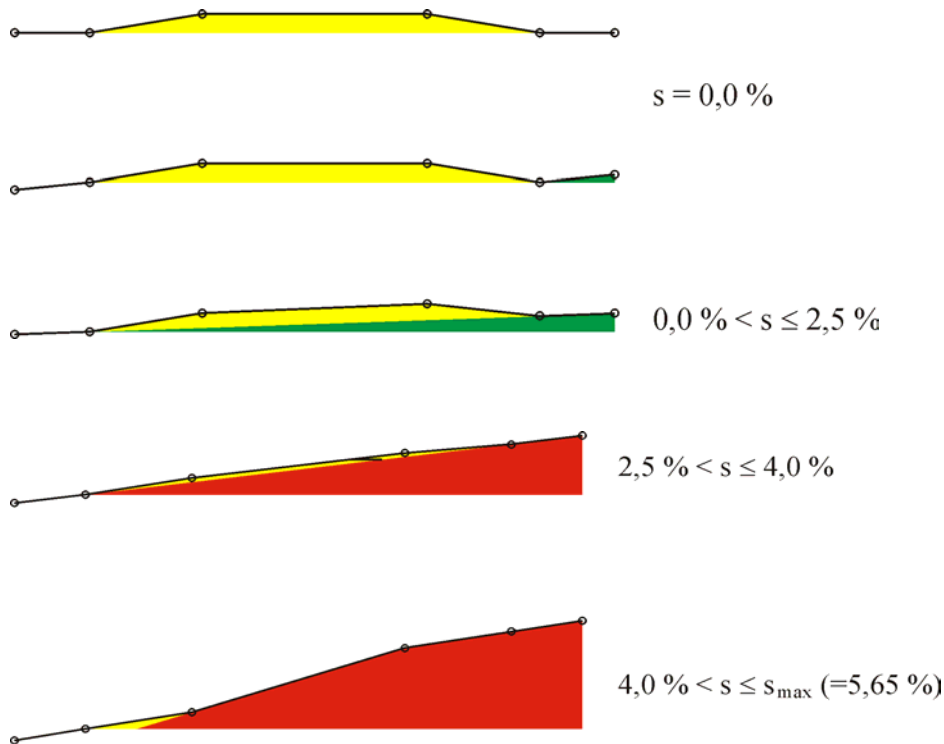 s = 0,0 %
0,0 % < s ≤ 2,5 %
2,5 % < s ≤ 4,0 %
4,0 % < s ≤ smax (=5,65 %)